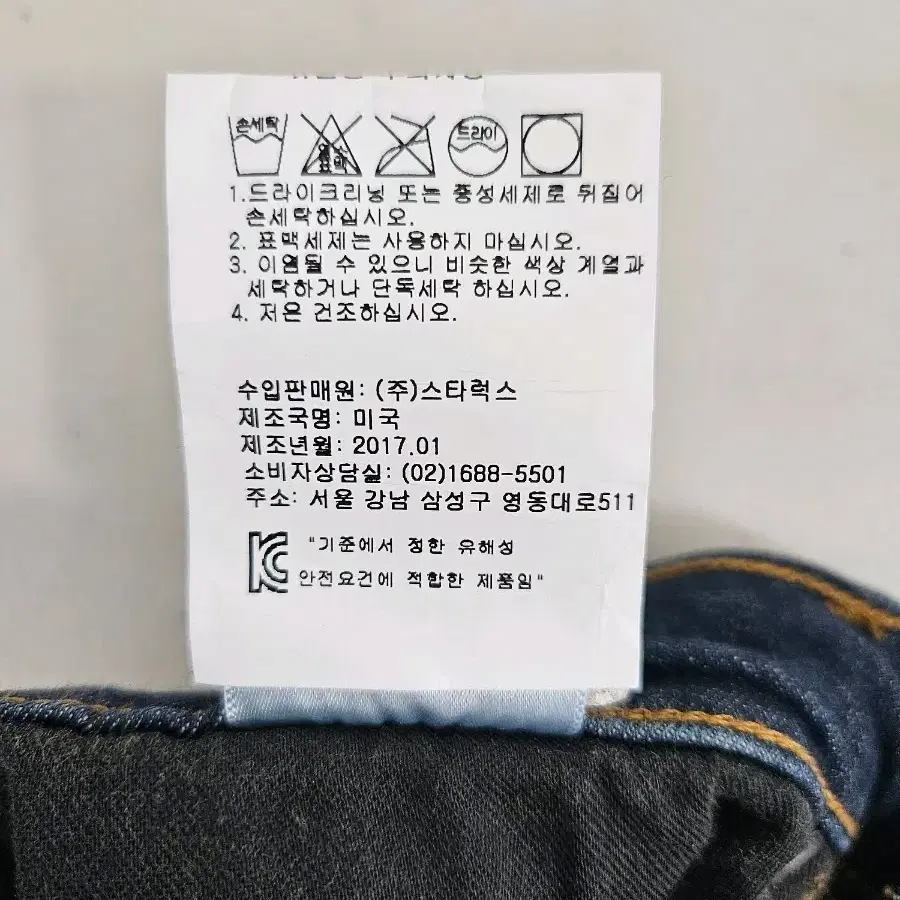 손세탁 염소 표백 드라이
1.드라이크리닝 또는 중성세제로 뒤집어
손세탁하십시오.
2. 표백세제는 사용하지 마십시오.
3. 이염될 수 있으니 비슷한 색상 계열과
세탁하거나 단독세탁 하십시오.
4. 저온 건조하십시오.
수입판매원: (주)스타럭스
제조국명: 미국
제조년월: 2017.01
소비자상담실: (02)1688-5501
주소: 서울 강남 삼성구 영동대로511
"기준에서 정한 유해성
안전요건에 적합한 제품임"